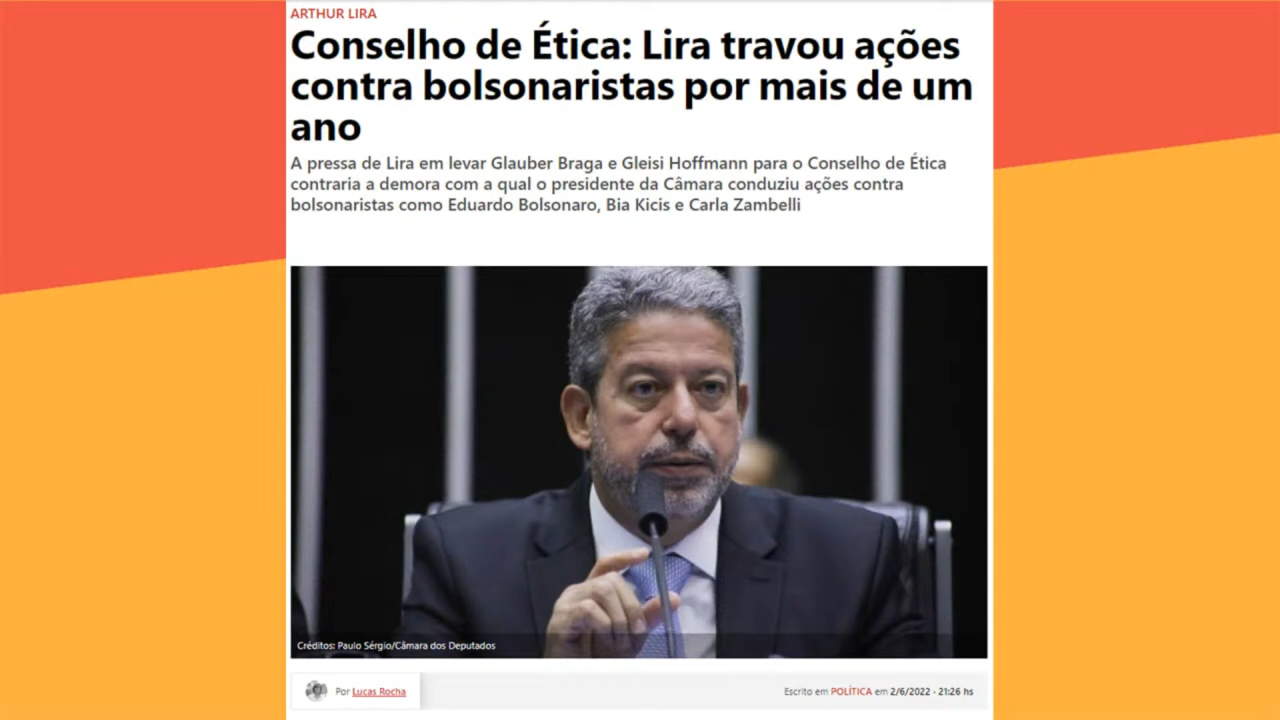 ARTHUR LIRA
Conselho de Ética: Lira travou ações
contra bolsonaristas por mais de um
ano
A pressa de Lira em levar Glauber Braga e Gleisi Hoffmann para o Conselho de Ética
contraria a demora com a qual o presidente da Câmara conduziu ações contra
bolsonaristas como Eduardo Bolsonaro, Bia Kicis e Carla Zambelli
Créditos: Paulo Sérgio/Câmara dos Deputados
Por Lucas Rocha
Escrito em POLÍTICA em 2/6/2022 · 21:26 hs